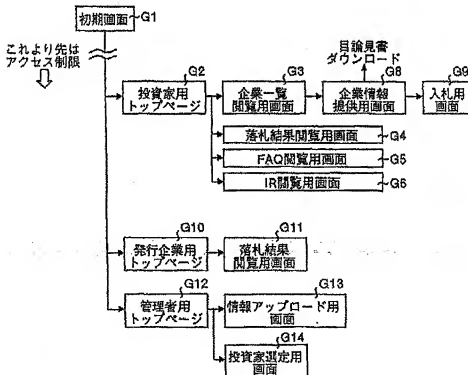 初期画面
G1
これより先は
アクセス制限
目論見書
ダウンロード
G2
投資家用
トップページ
G3
企業一覧
閲覧用画面
G8
企業情報
提供用画面
G9
入札用
画面
落札結果閲覧用画面
G4
FAQ閲覧用画面
G5
IR閲覧用画面
G6
G10
発行企業用
トップページ
G11
落札結果
閲覧用画面
G12
管理者用
トップページ
G13
情報アップロード用
画面
G14
投資家選定用
画面